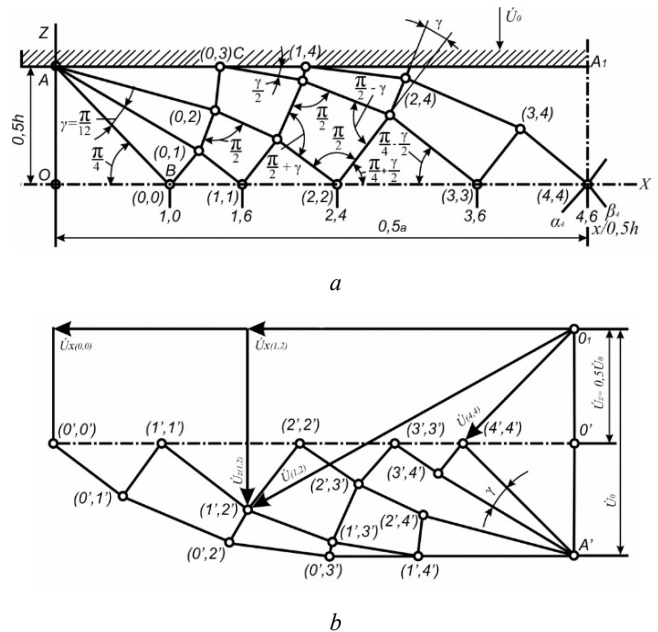 Z
U̇₀
γ
(0,3)C
(1,4)
A₁
A
γ/2
π/2-γ
(2,4)
0,5h
γ=π/12
(0,2)
π/2
(3,4)
π/4
(0,1)
π/2
π/2+γ
π/2
π/4+γ/2
π/4-γ/2
O
B
X
(0,0)
(1,1)
(2,2)
(3,3)
(4,4)
1,0
1,6
2,4
3,6
α₄
4,6
β₄
x/0,5h
0,5a
a
0₁
U̇x(0,0)
U̇x(1,2)
U̇z=0,5U̇₀
U̇(4,4)
(0',0')
(1',1')
(2',2')
(3',3')
(4',4')
0'
U̇z(1,2)
U̇(1,2)
(0',1')
(1',2')
(2',3')
(3',4')
γ
U̇₀
(0',2')
(1',3')
(2',4')
A'
(0',3')
(1',4')
b